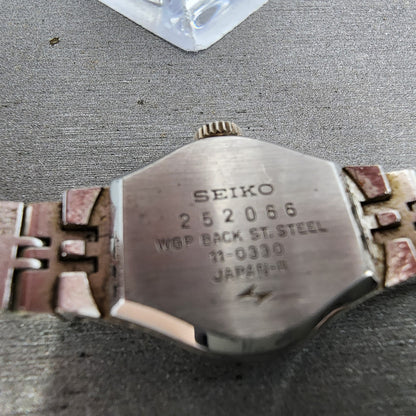 SEIKO
252066
WGP BACK ST.STEEL
11-0330
JAPAN-R